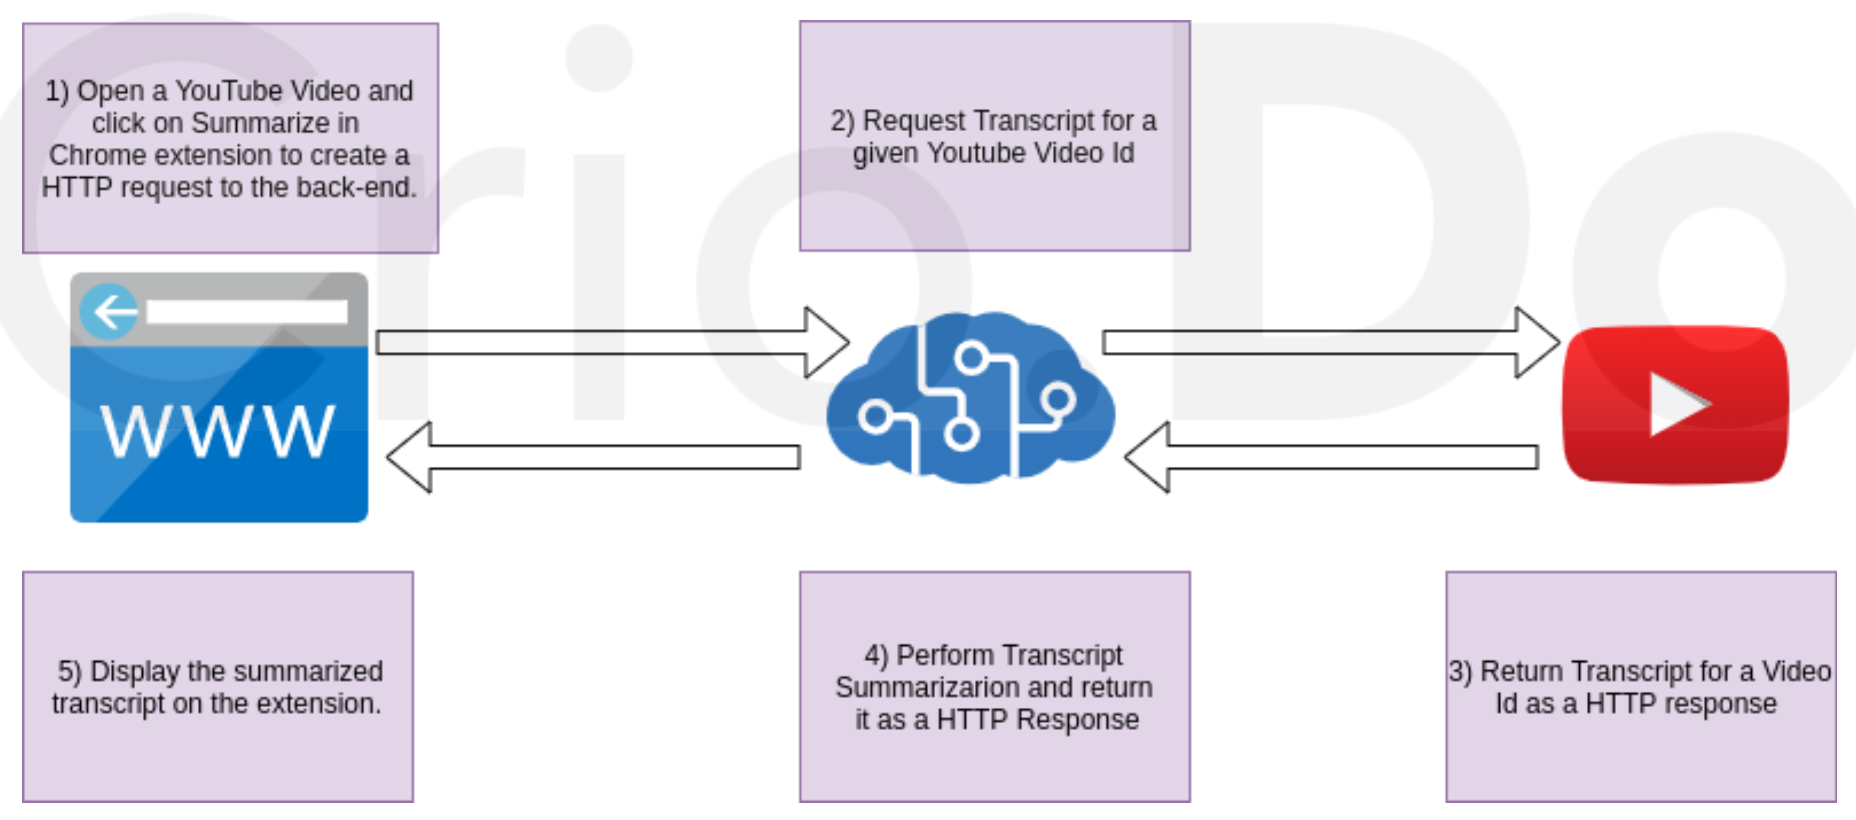 1) Open a YouTube Video and
click on Summarize in
Chrome extension to create a
HTTP request to the back-end.
2) Request Transcript for a
given Youtube Video Id
WWW
5) Display the summarized
transcript on the extension.
4) Perform Transcript
Summarizarion and return
it as a HTTP Response
3) Return Transcript for a Video
Id as a HTTP response
Crio.Do